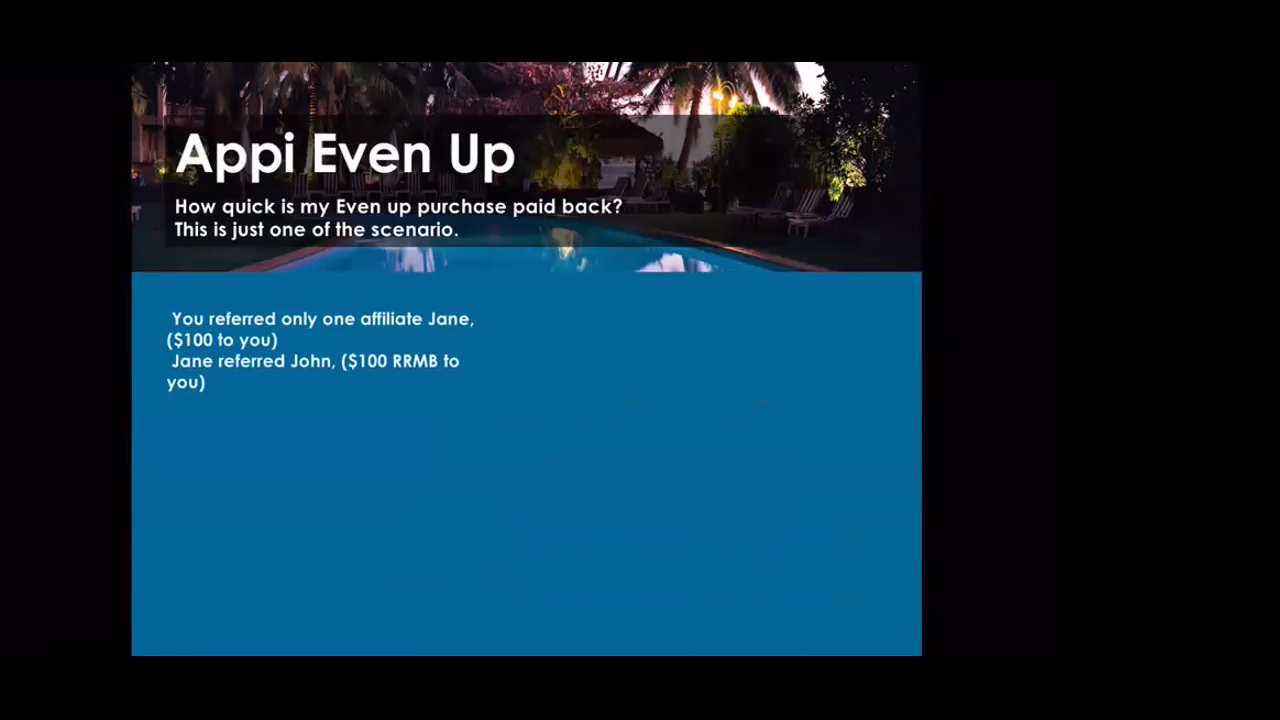 Appi Even Up
How quick is my Even up purchase paid back?
This is just one of the scenario.
You referred only one affiliate Jane,
($100 to you)
Jane referred John, ($100 RRMB to
you)